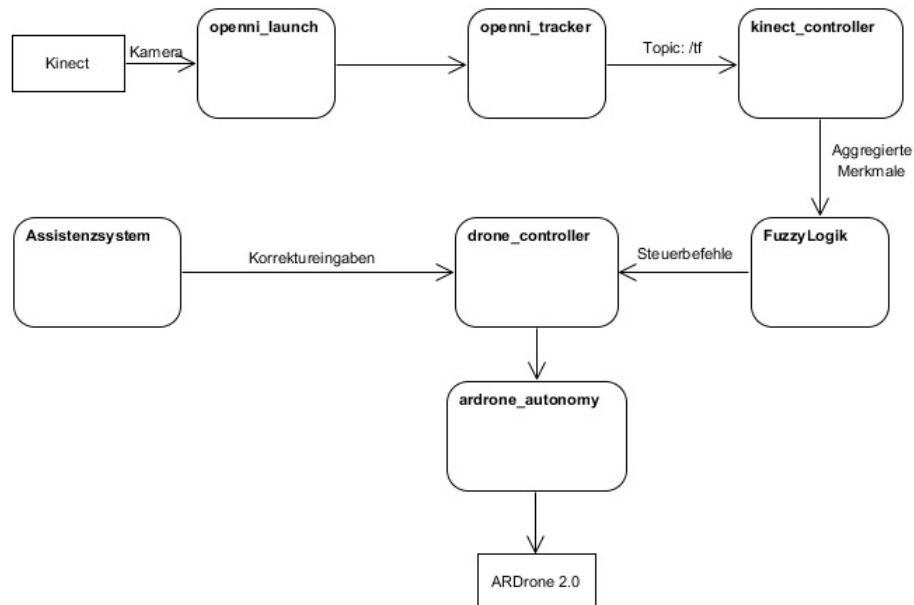 openni_launch
openni_tracker
kinect_controller
Kinect
Kamera
Topic: /tf
Aggregierte
Merkmale
Assistenzsystem
Korrektureingaben
drone_controller
Steuerbefehle
FuzzyLogik
ardrone_autonomy
ARDrone 2.0